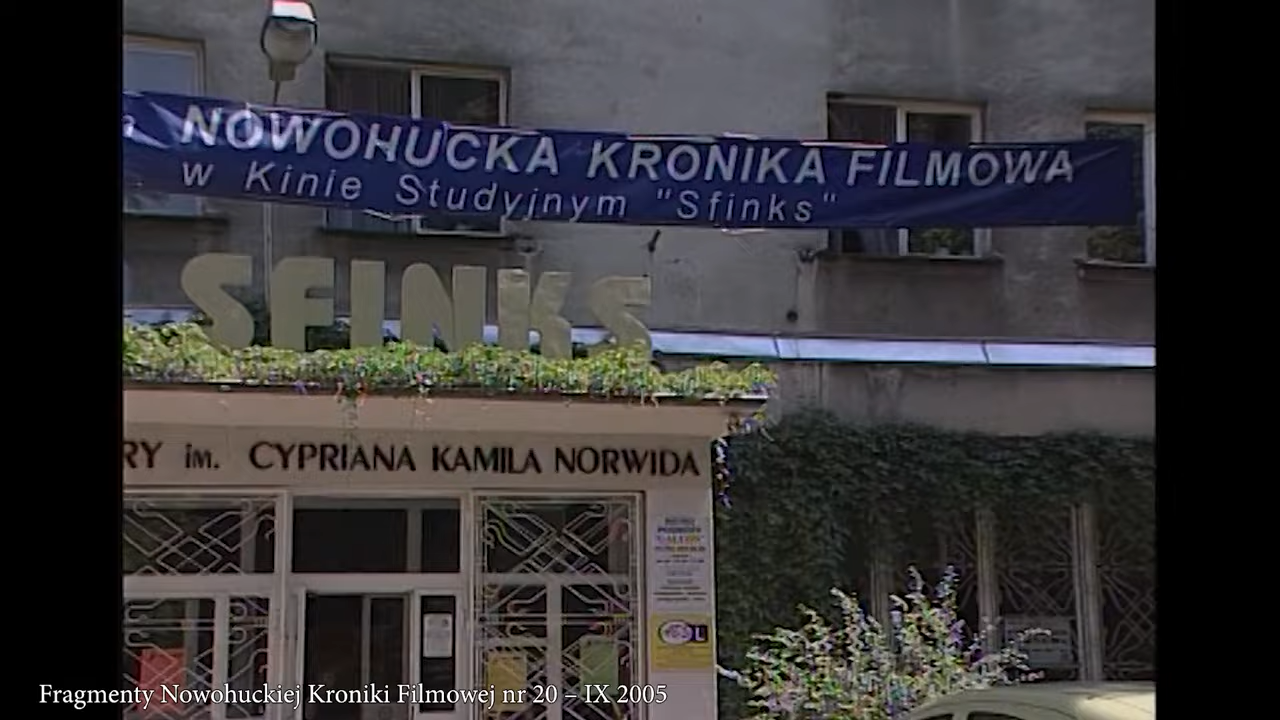 NOWOHUCKA KRONIKA FILMOWA
w Kinie Studyjnym "Sfinks"
SFINKS
RY im. CYPRIANA KAMILA NORWIDA
Fragmenty Nowohuckiej Kroniki Filmowej nr 20 – IX 2005